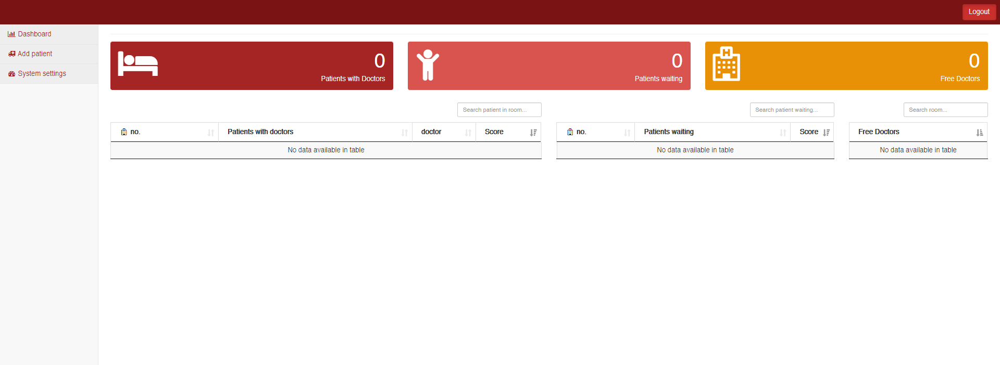 Logout
Dashboard
Add patient
System settings
0
Patients with Doctors
0
Patients waiting
0
Free Doctors
Search patient in room...
Search patient waiting...
Search room...
no. Patients with doctors doctor Score
No data available in table
no. Patients waiting Score
No data available in table
Free Doctors
No data available in table